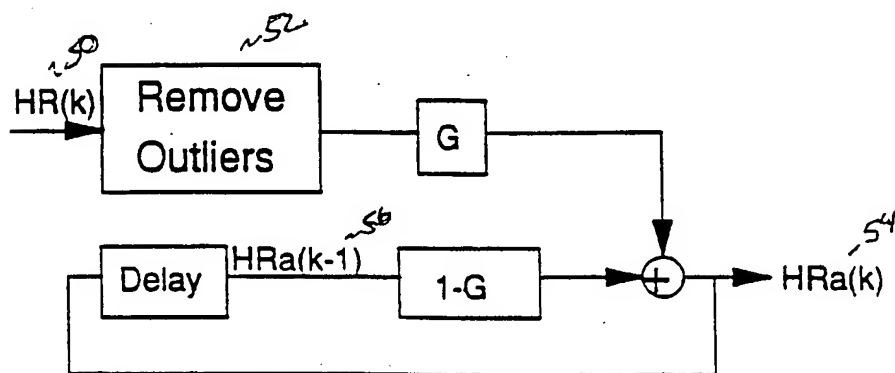 ~50
~52
HR(k)
Remove
Outliers
G
~56
54
Delay
HRa(k-1)
1-G
+
HRa(k)